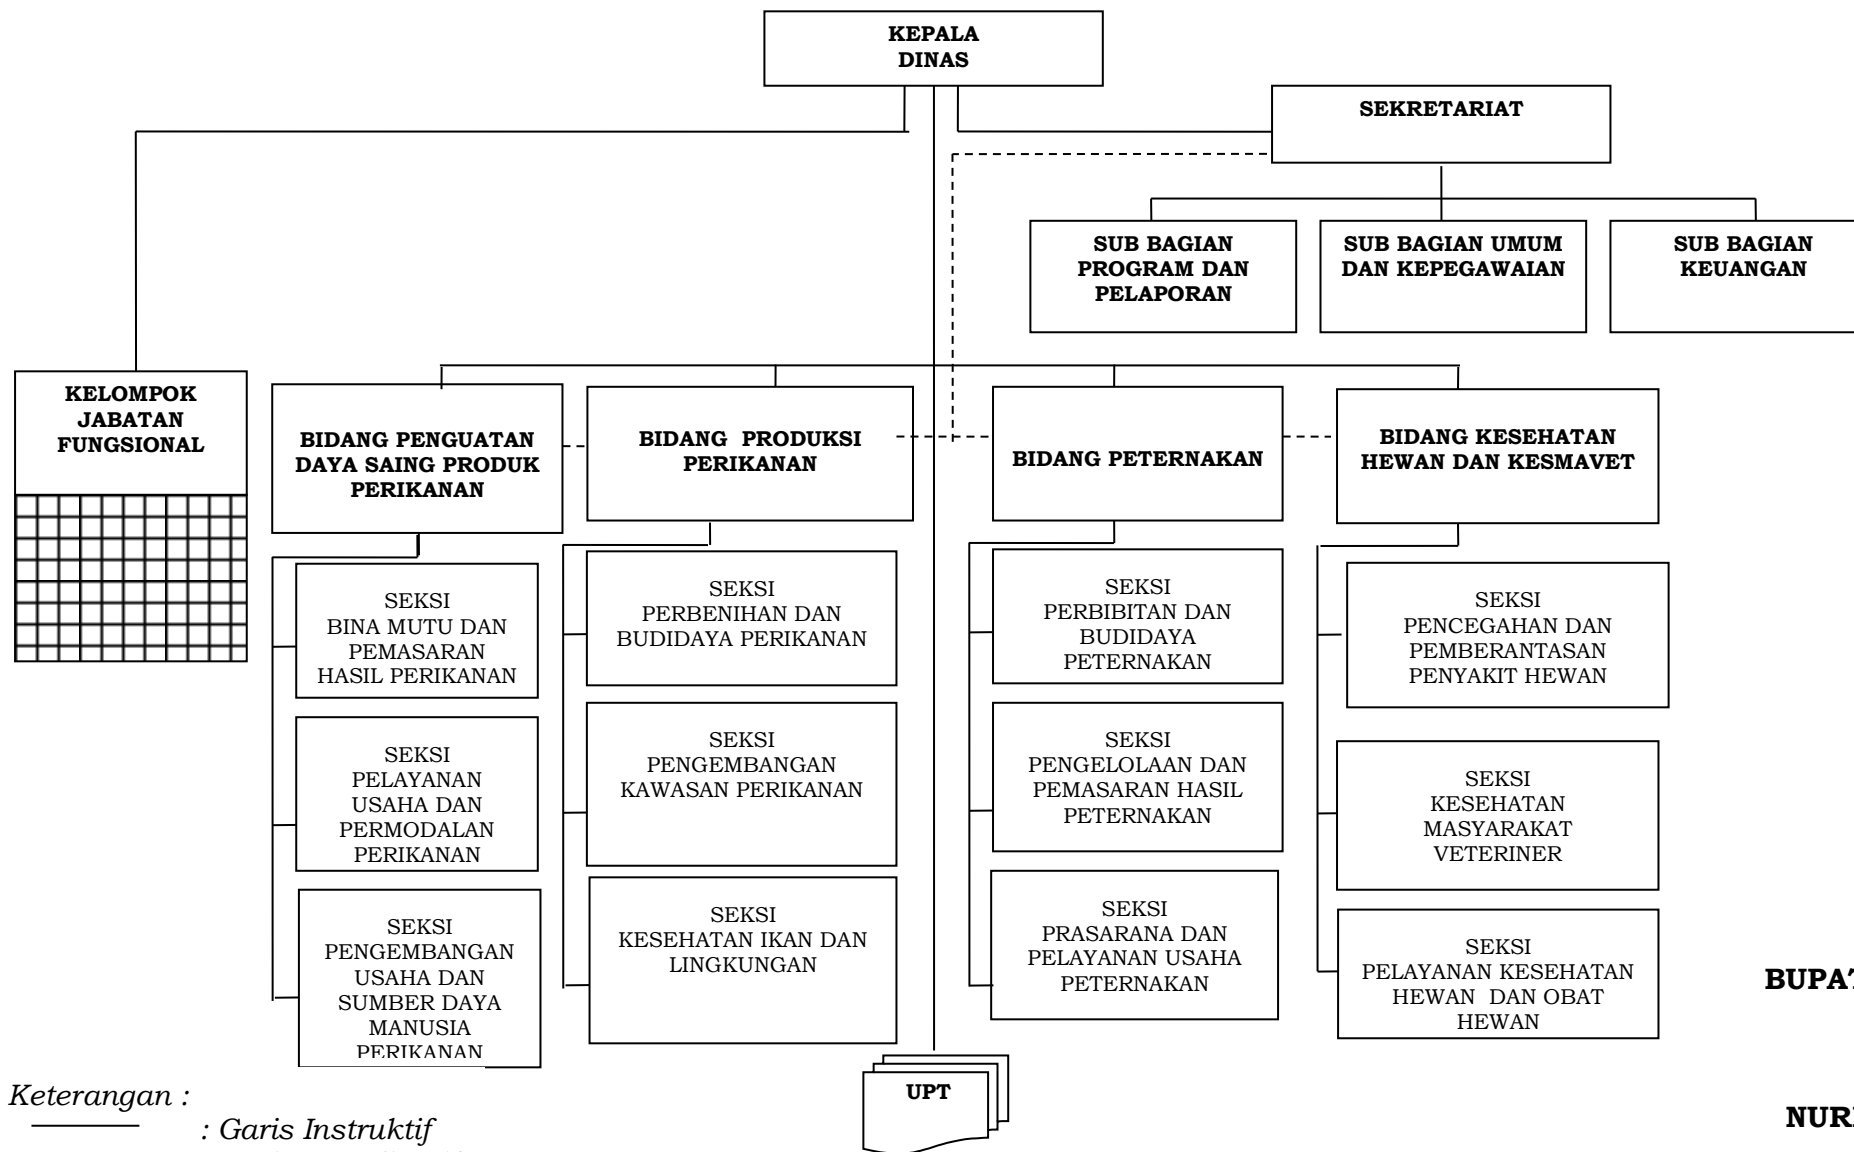 KEPALA
DINAS
SEKRETARIAT
SUB BAGIAN
PROGRAM DAN
PELAPORAN
SUB BAGIAN UMUM
DAN KEPEGAWAIAN
SUB BAGIAN
KEUANGAN
KELOMPOK
JABATAN
FUNGSIONAL
BIDANG PENGUATAN
DAYA SAING PRODUK
PERIKANAN
BIDANG PRODUKSI
PERIKANAN
BIDANG PETERNAKAN
BIDANG KESEHATAN
HEWAN DAN KESMAVET
SEKSI
BINA MUTU DAN
PEMASARAN
HASIL PERIKANAN
SEKSI
PELAYANAN
USAHA DAN
PERMODALAN
PERIKANAN
SEKSI
PENGEMBANGAN
USAHA DAN
SUMBER DAYA
MANUSIA
PERIKANAN
SEKSI
PERBENIHAN DAN
BUDIDAYA PERIKANAN
SEKSI
PENGEMBANGAN
KAWASAN PERIKANAN
SEKSI
KESEHATAN IKAN DAN
LINGKUNGAN
SEKSI
PERBIBITAN DAN
BUDIDAYA
PETERNAKAN
SEKSI
PENGELOLAAN DAN
PEMASARAN HASIL
PETERNAKAN
SEKSI
PRASARANA DAN
PELAYANAN USAHA
PETERNAKAN
SEKSI
PENCEGAHAN DAN
PEMBERANTASAN
PENYAKIT HEWAN
SEKSI
KESEHATAN
MASYARAKAT
VETERINER
SEKSI
PELAYANAN KESEHATAN
HEWAN DAN OBAT
HEWAN
UPT
Keterangan :
: Garis Instruktif